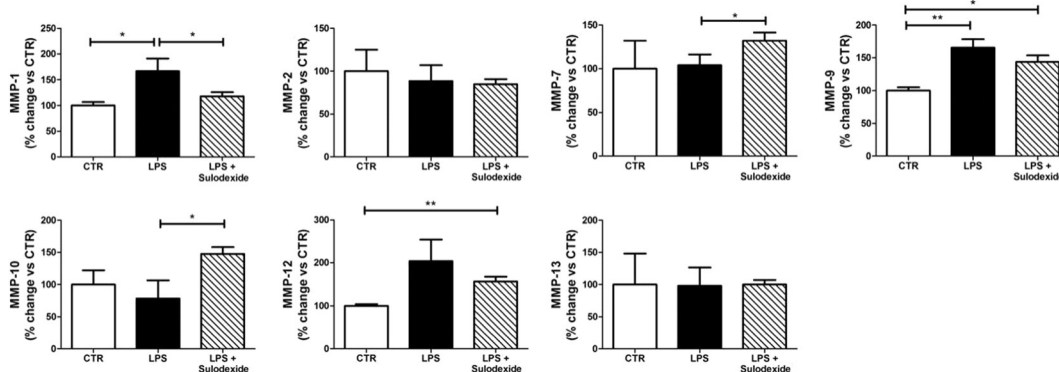 MMP-1
(% change vs CTR)
250
200
150
100
50
0
*
*
CTR
LPS
LPS +
Sulodexide
MMP-2
(% change vs CTR)
150
100
50
0
CTR
LPS
LPS +
Sulodexide
MMP-7
(% change vs CTR)
150
100
50
0
*
CTR
LPS
LPS +
Sulodexide
MMP-9
(% change vs CTR)
200
150
100
50
0
*
**
CTR
LPS
LPS +
Sulodexide
MMP-10
(% change vs CTR)
200
150
100
50
0
*
CTR
LPS
LPS +
Sulodexide
MMP-12
(% change vs CTR)
300
200
100
0
**
CTR
LPS
LPS +
Sulodexide
MMP-13
(% change vs CTR)
200
150
100
50
0
CTR
LPS
LPS +
Sulodexide